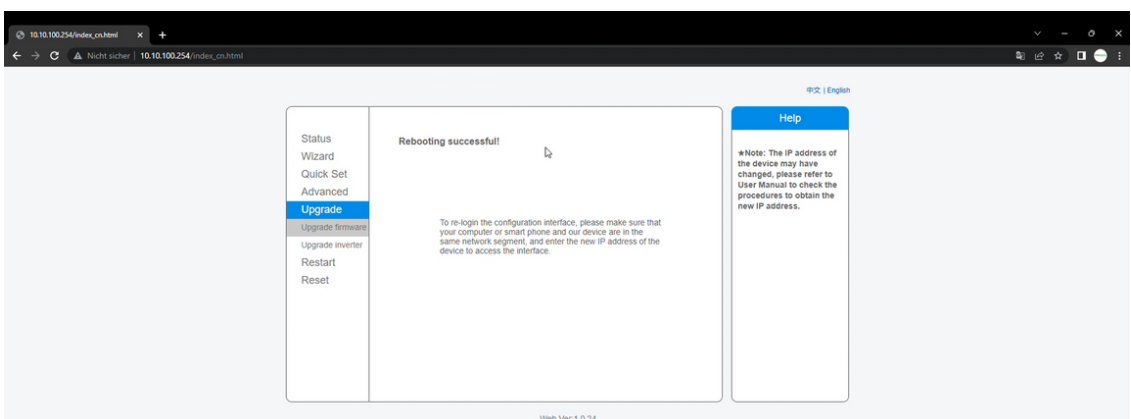 10.10.100.254/index_cn.html
Nicht sicher | 10.10.100.254/index_cn.html
中文 | English
Status
Wizard
Quick Set
Advanced
Upgrade
Upgrade firmware
Upgrade inverter
Restart
Reset
Rebooting successful!
To re-login the configuration interface, please make sure that
your computer or smart phone and our device are in the
same network segment, and enter the new IP address of the
device to access the interface.
Help
★Note: The IP address of
the device may have
changed, please refer to
User Manual to check the
procedures to obtain the
new IP address.
Web Ver:1.0.24